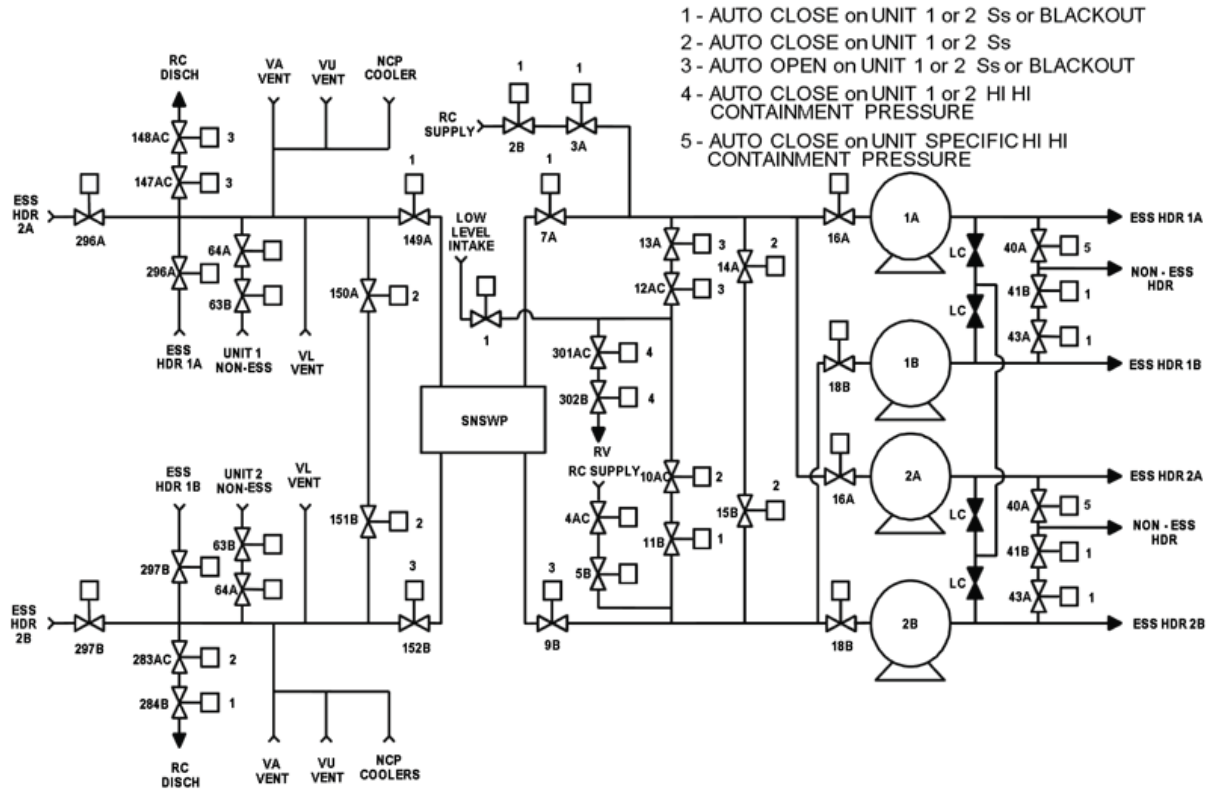 1 - AUTO CLOSE on UNIT 1 or 2 Ss or BLACKOUT
2 - AUTO CLOSE on UNIT 1 or 2 Ss
3 - AUTO OPEN on UNIT 1 or 2 Ss or BLACKOUT
4 - AUTO CLOSE on UNIT 1 or 2 HI HI
CONTAINMENT PRESSURE
5 - AUTO CLOSE on UNIT SPECIFIC HI HI
CONTAINMENT PRESSURE
RC
DISCH
VA
VENT
VU
VENT
NCP
COOLER
148AC
3
147AC
3
ESS
HDR
2A
296A
296A
ESS
HDR 1A
64A
63B
UNIT 1
NON-ESS
VL
VENT
150A
2
1
149A
RC
SUPPLY
1
2B
1
3A
1
7A
LOW
LEVEL
INTAKE
1
13A
3
12AC
3
2
14A
301AC
4
302B
4
RV
SNSWP
RC SUPPLY
4AC
5B
10AC
2
11B
1
2
15B
3
9B
16A
1A
18B
1B
16A
2A
18B
2B
LC
LC
LC
LC
ESS HDR 1A
40A
5
NON - ESS
HDR
41B
1
43A
1
ESS HDR 1B
ESS HDR 2A
40A
5
NON - ESS
HDR
41B
1
43A
1
ESS HDR 2B
ESS
HDR 1B
UNIT 2
NON-ESS
VL
VENT
297B
63B
64A
151B
2
3
152B
ESS
HDR
2B
297B
283AC
2
284B
1
RC
DISCH
VA
VENT
VU
VENT
NCP
COOLERS